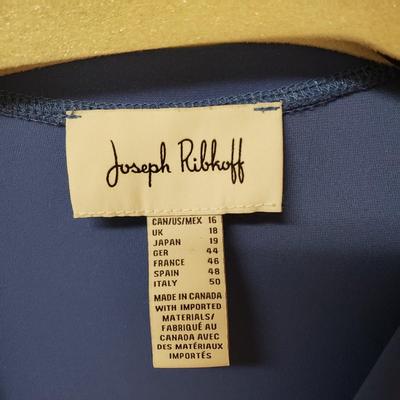 Joseph Ribkoff
CAN/US/MEX 16
UK 18
JAPAN 19
GER 44
FRANCE 46
SPAIN 48
ITALY 50
MADE IN CANADA
WITH IMPORTED
MATERIALS/
FABRIQUÉ AU
CANADA AVEC
DES MATÉRIAUX
IMPORTÉS